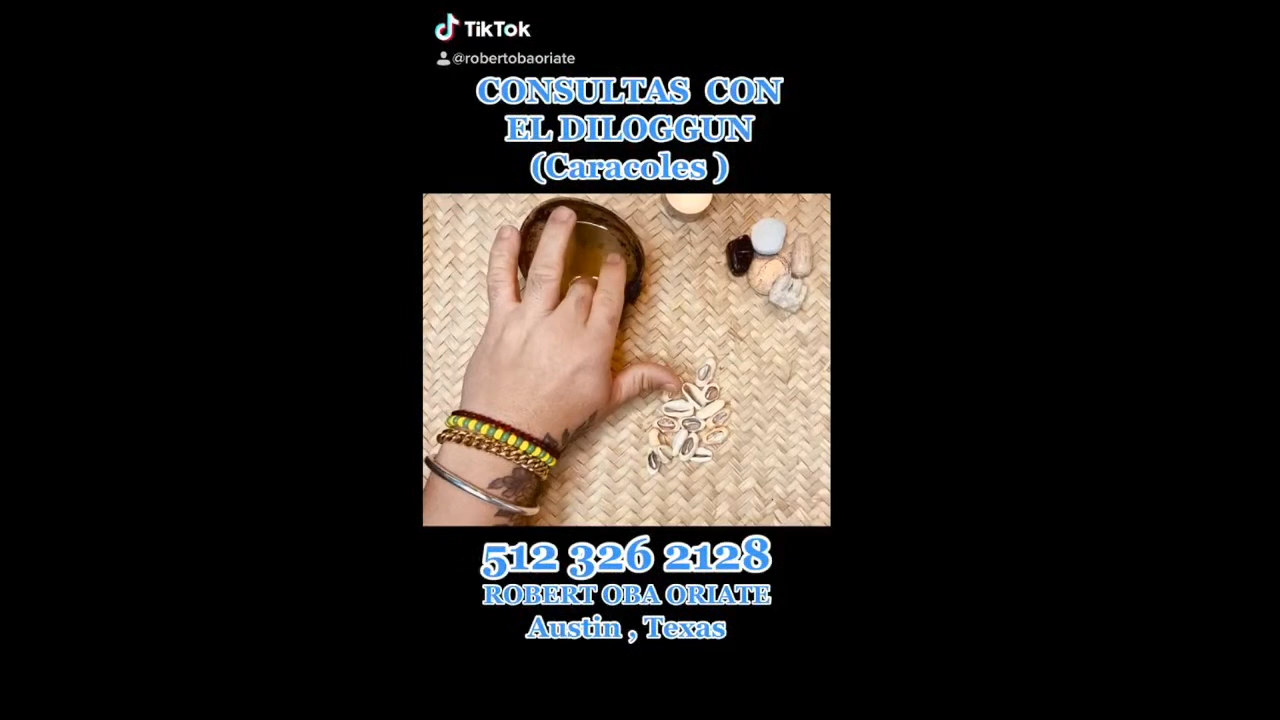 TikTok
@robertobaoriate
CONSULTAS CON
EL DILOGGUN
(Caracoles )
512 326 2128
ROBERT OBA ORIATE
Austin , Texas